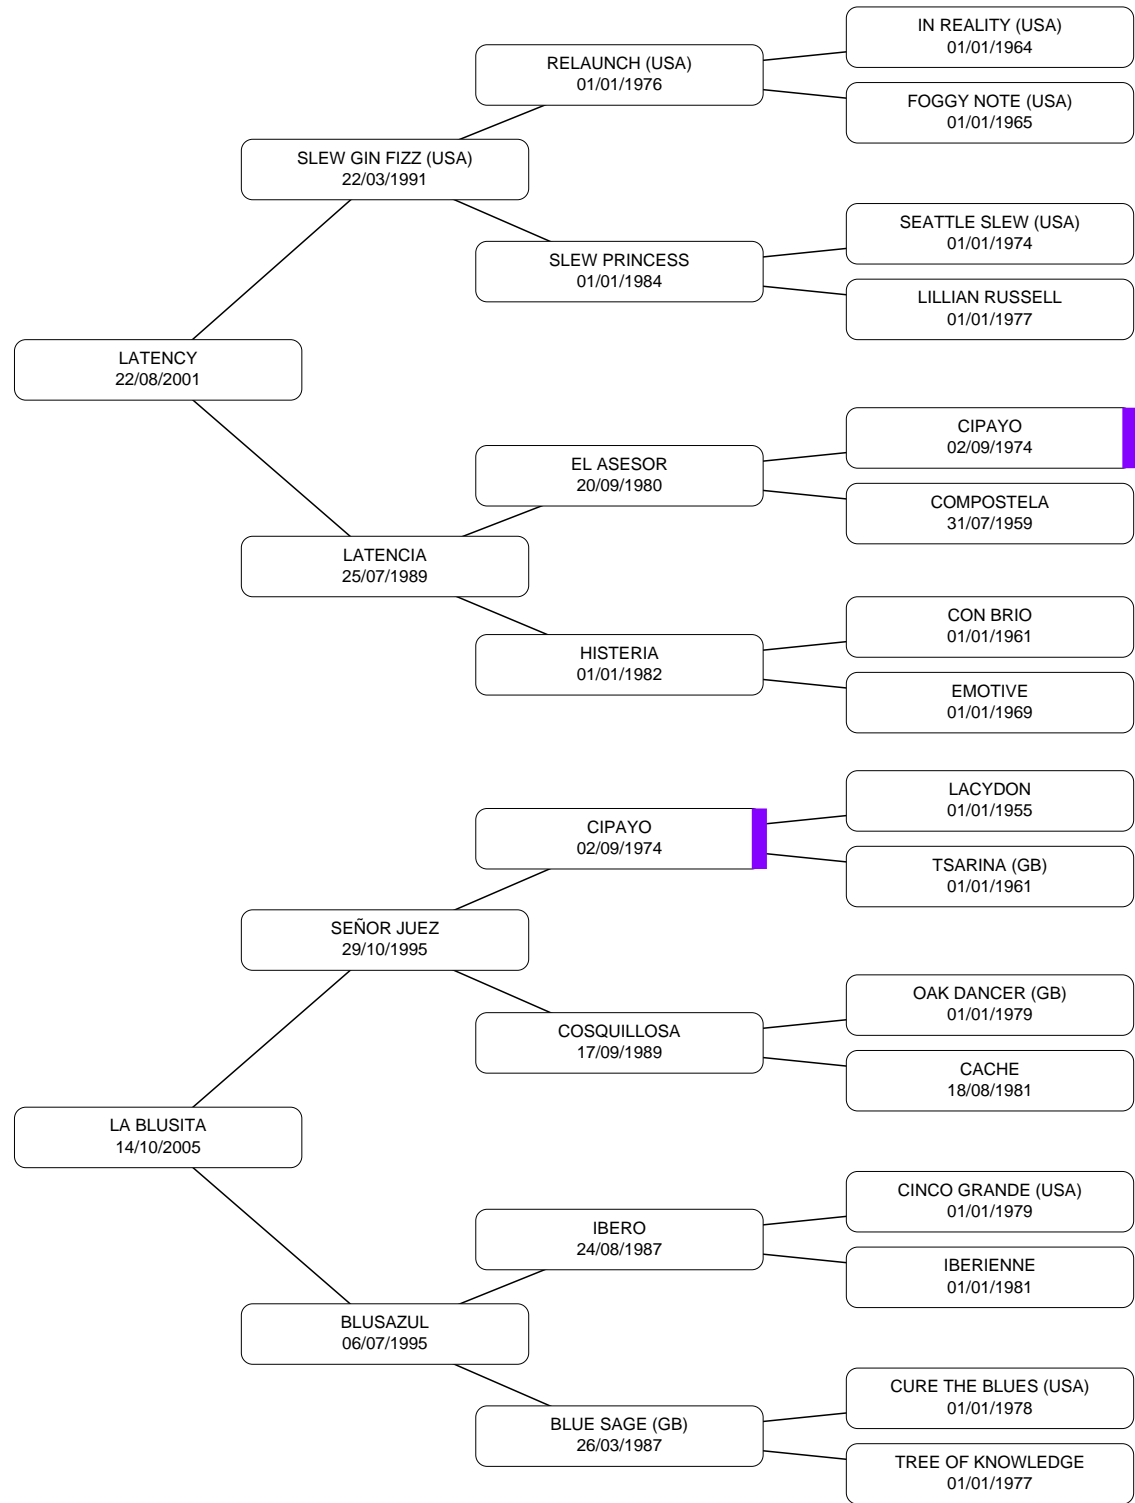 IN REALITY (USA)
01/01/1964
RELAUNCH (USA)
01/01/1976
FOGGY NOTE (USA)
01/01/1965
SLEW GIN FIZZ (USA)
22/03/1991
SEATTLE SLEW (USA)
01/01/1974
SLEW PRINCESS
01/01/1984
LILLIAN RUSSELL
01/01/1977
LATENCY
22/08/2001
CIPAYO
02/09/1974
EL ASESOR
20/09/1980
COMPOSTELA
31/07/1959
LATENCIA
25/07/1989
CON BRIO
01/01/1961
HISTERIA
01/01/1982
EMOTIVE
01/01/1969
LACYDON
01/01/1955
CIPAYO
02/09/1974
TSARINA (GB)
01/01/1961
SEÑOR JUEZ
29/10/1995
OAK DANCER (GB)
01/01/1979
COSQUILLOSA
17/09/1989
CACHE
18/08/1981
LA BLUSITA
14/10/2005
CINCO GRANDE (USA)
01/01/1979
IBERO
24/08/1987
IBERIENNE
01/01/1981
BLUSAZUL
06/07/1995
CURE THE BLUES (USA)
01/01/1978
BLUE SAGE (GB)
26/03/1987
TREE OF KNOWLEDGE
01/01/1977